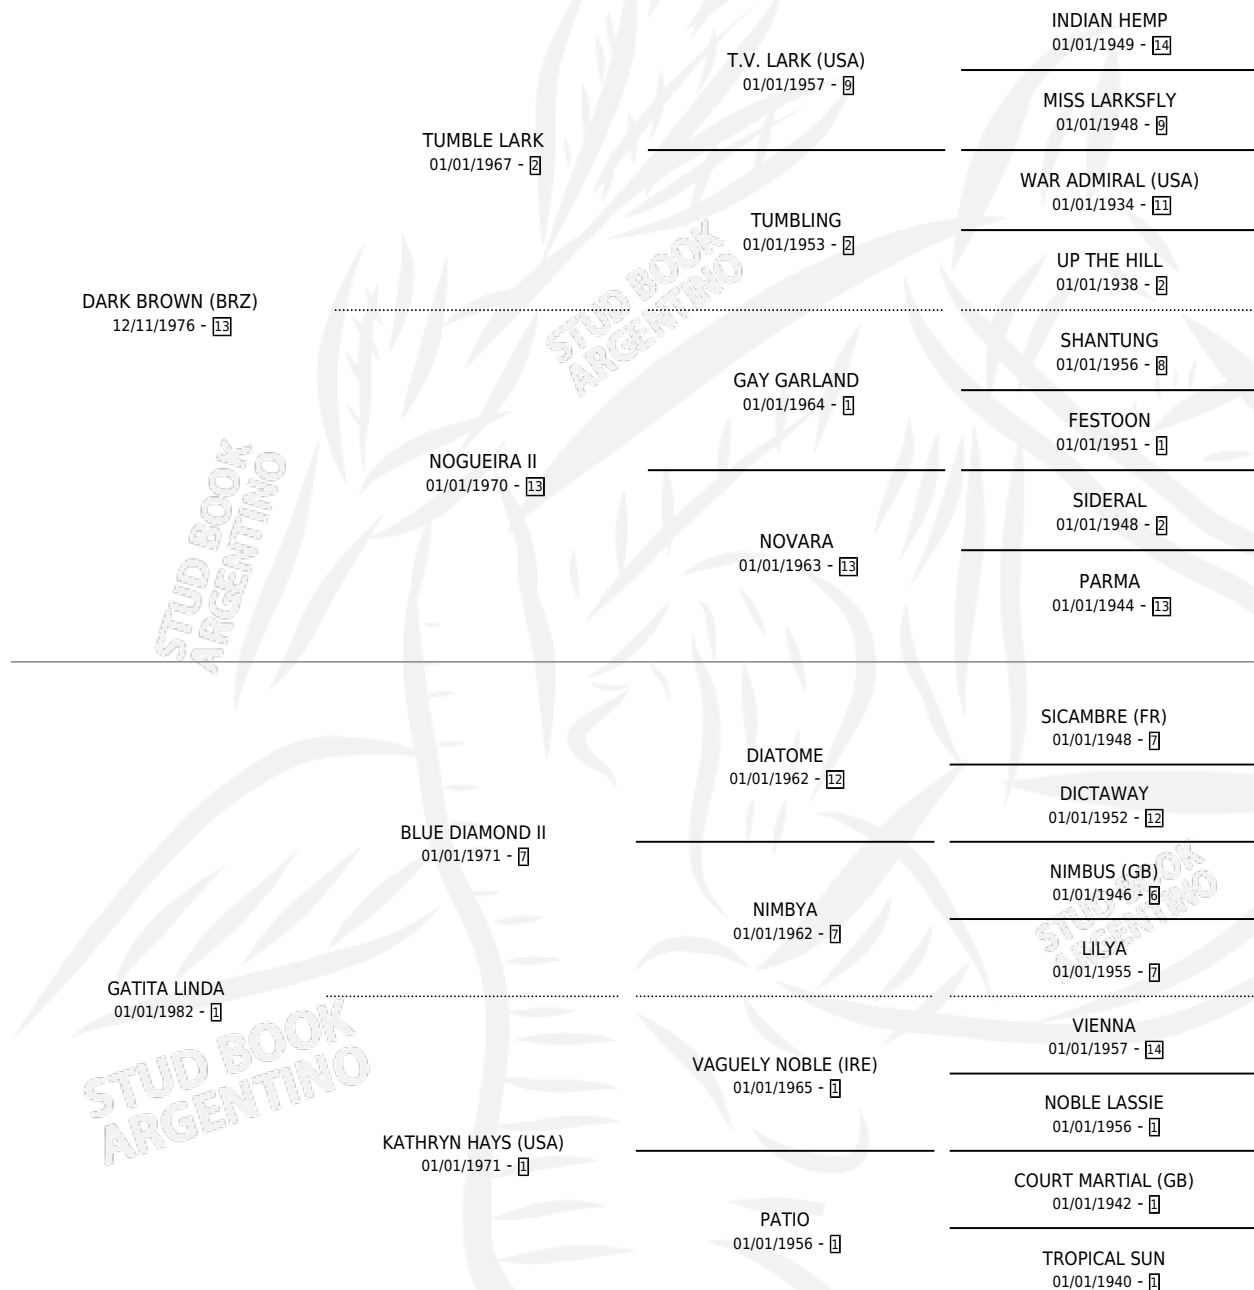 DARK BROWN (BRZ)
12/11/1976 - 13
TUMBLE LARK
01/01/1967 - 2
NOGUEIRA II
01/01/1970 - 13
T.V. LARK (USA)
01/01/1957 - 9
TUMBLING
01/01/1953 - 2
GAY GARLAND
01/01/1964 - 1
NOVARA
01/01/1963 - 13
INDIAN HEMP
01/01/1949 - 14
MISS LARKSFLY
01/01/1948 - 9
WAR ADMIRAL (USA)
01/01/1934 - 11
UP THE HILL
01/01/1938 - 2
SHANTUNG
01/01/1956 - 8
FESTOON
01/01/1951 - 1
SIDERAL
01/01/1948 - 2
PARMA
01/01/1944 - 13
GATITA LINDA
01/01/1982 - 1
BLUE DIAMOND II
01/01/1971 - 7
KATHRYN HAYS (USA)
01/01/1971 - 1
DIATOME
01/01/1962 - 12
NIMBYA
01/01/1962 - 7
VAGUELY NOBLE (IRE)
01/01/1965 - 1
PATIO
01/01/1956 - 1
SICAMBRE (FR)
01/01/1948 - 7
DICTAWAY
01/01/1952 - 12
NIMBUS (GB)
01/01/1946 - 6
LILYA
01/01/1955 - 7
VIENNA
01/01/1957 - 14
NOBLE LASSIE
01/01/1956 - 1
COURT MARTIAL (GB)
01/01/1942 - 1
TROPICAL SUN
01/01/1940 - 1
STUD BOOK
ARGENTINO
STUD BOOK
ARGENTINO
STUD BOOK
ARGENTINO
STUD BOOK
ARGENTINO